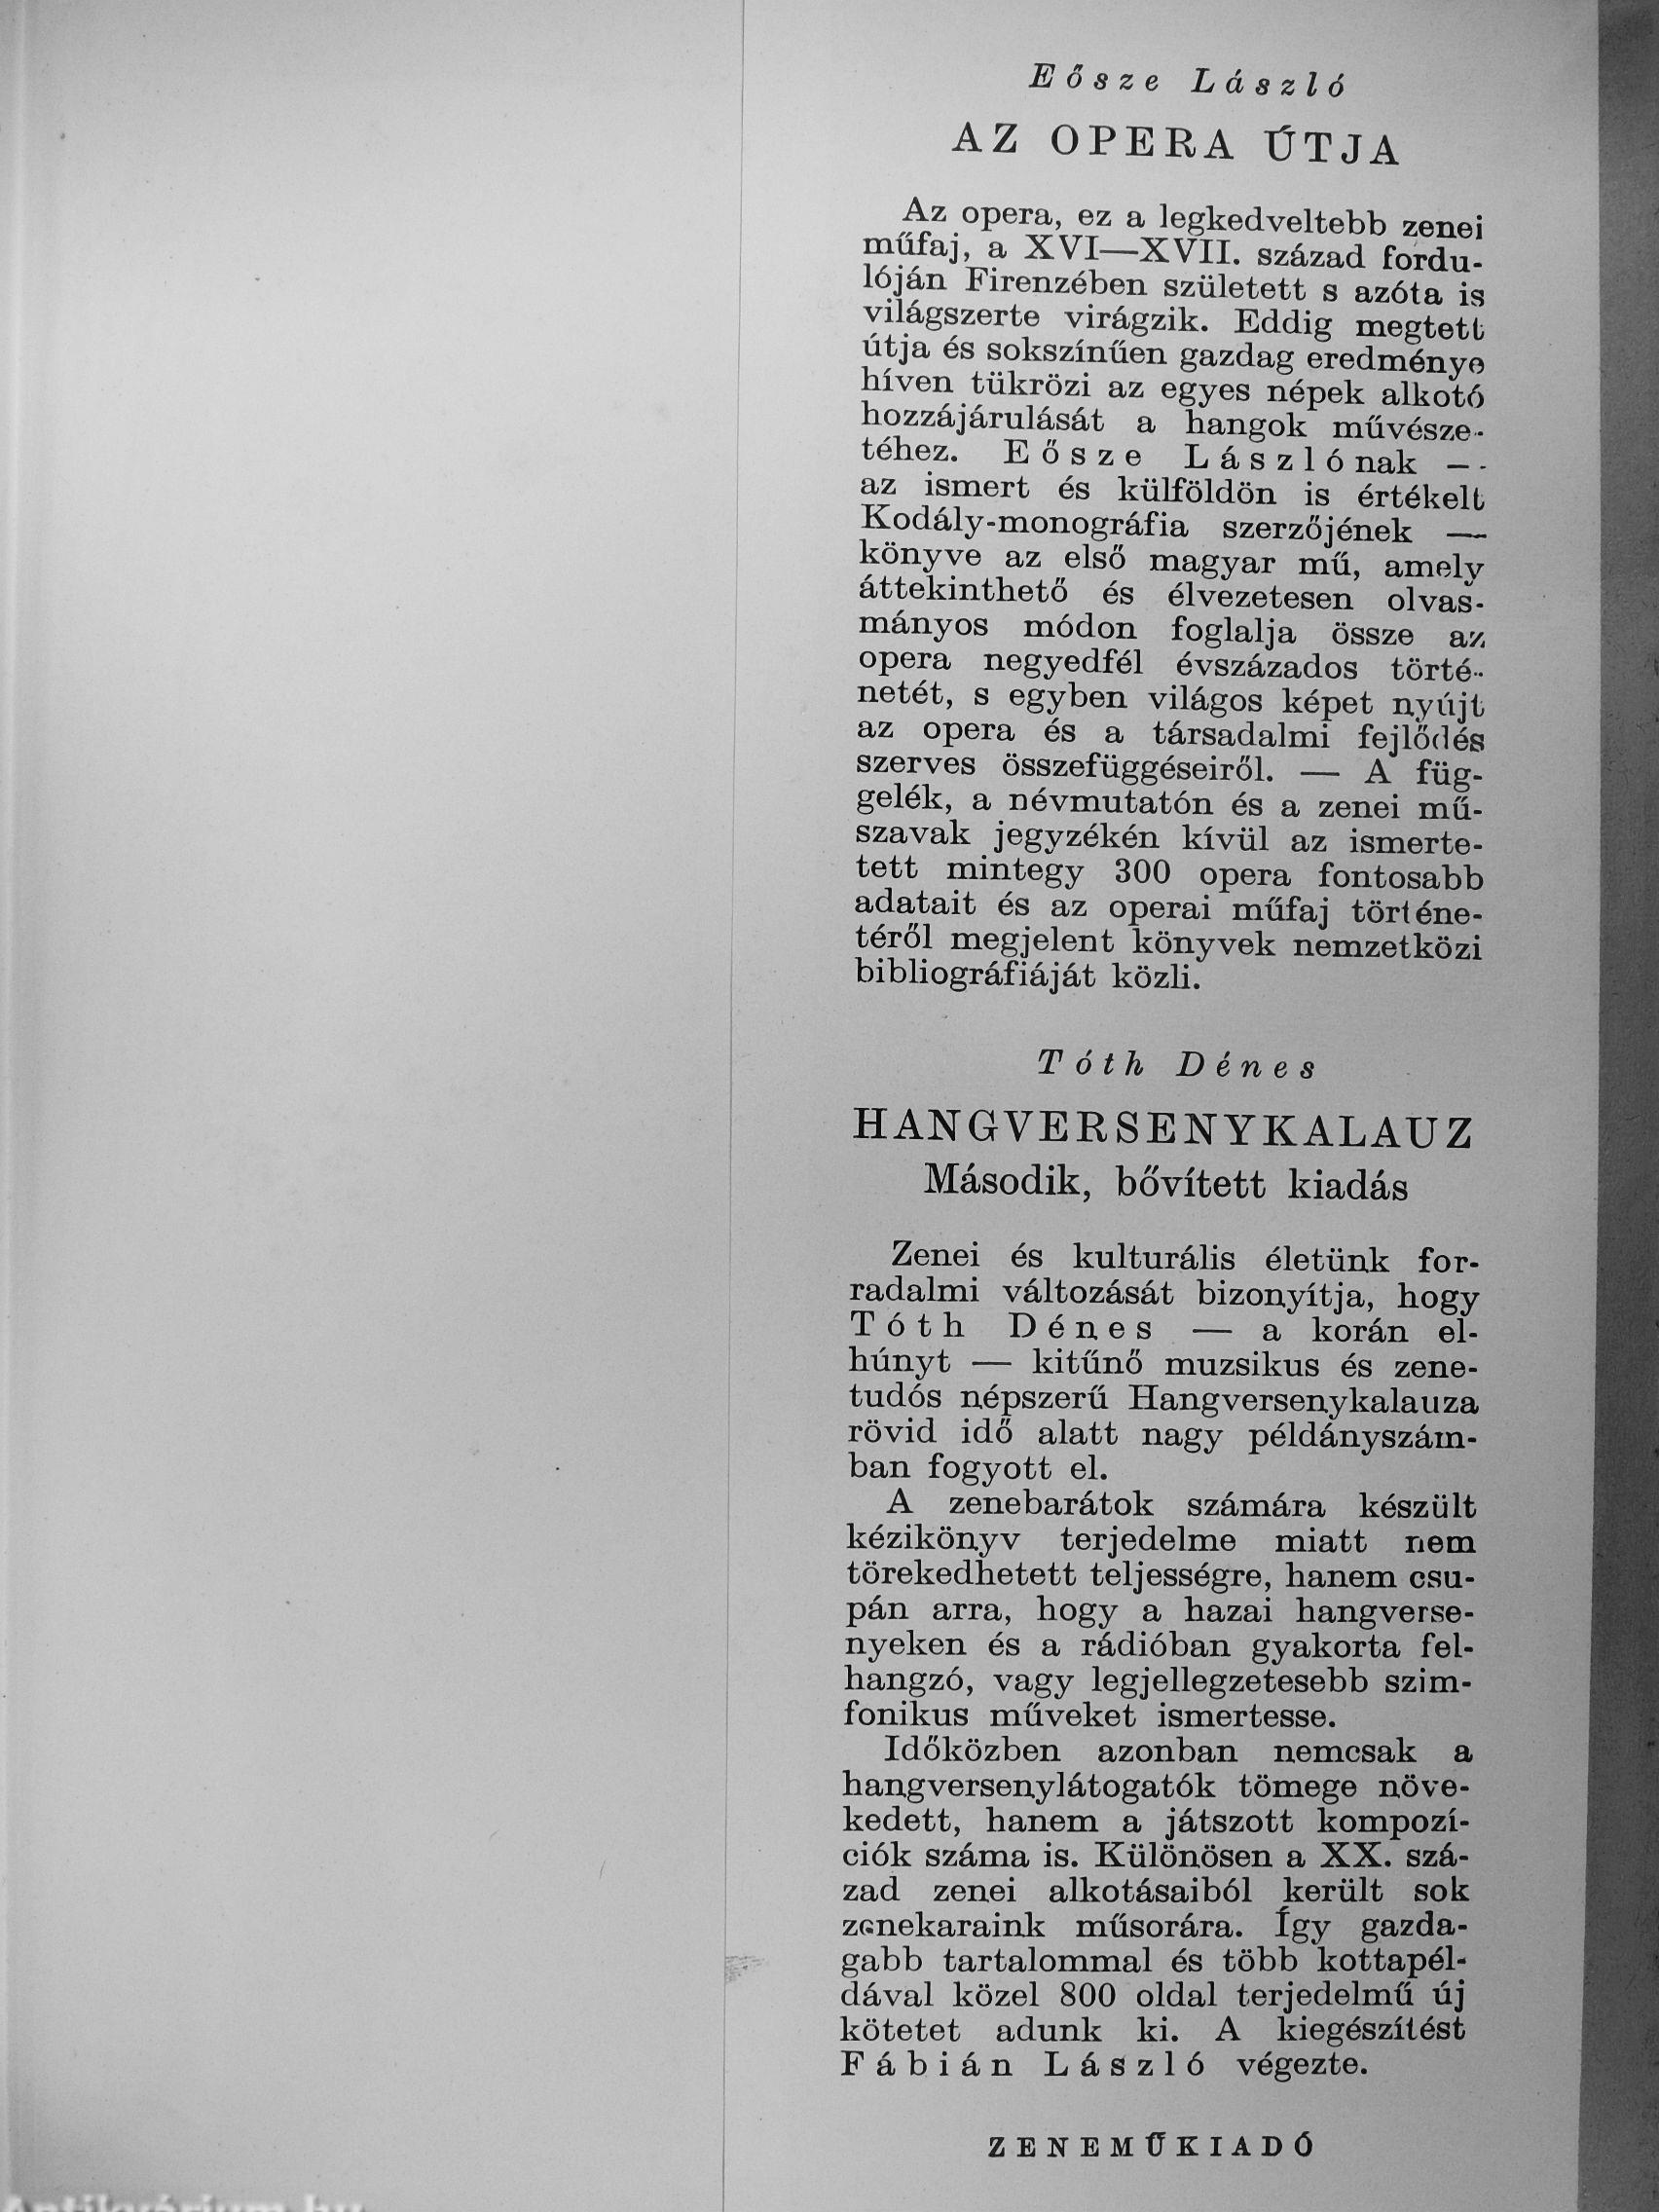 Eősze László
AZ OPERA ÚTJA
Az opera, ez a legkedveltebb zenei
műfaj, a XVI—XVII. század fordu-
lóján Firenzében született s azóta is
világszerte virágzik. Eddig megtett
útja és sokszínűen gazdag eredménye
híven tükrözi az egyes népek alkotó
hozzájárulását a hangok művésze-
téhez. Eősze Lászlónak —
az ismert és külföldön is értékelt
Kodály-monográfia szerzőjének —
könyve az első magyar mű, amely
áttekinthető és élvezetesen olvas-
mányos módon foglalja össze az
opera negyedfél évszázados törté-
netét, s egyben világos képet nyújt
az opera és a társadalmi fejlődés
szerves összefüggéseiről. — A füg-
gelék, a névmutatón és a zenei mű-
szavak jegyzékén kívül az ismerte-
tett mintegy 300 opera fontosabb
adatait és az operai műfaj történe-
téről megjelent könyvek nemzetközi
bibliográfiáját közli.
Tóth Dénes
HANGVERSENYKALAUZ
Második, bővített kiadás
Zenei és kulturális életünk for-
radalmi változását bizonyítja, hogy
Tóth Dénes — a korán el-
húnyt — kitűnő muzsikus és zene-
tudós népszerű Hangversenykalauza
rövid idő alatt nagy példányszám-
ban fogyott el.
A zenebarátok számára készült
kézikönyv terjedelme miatt nem
törekedhetett teljességre, hanem csu-
pán arra, hogy a hazai hangverse-
nyeken és a rádióban gyakorta fel-
hangzó, vagy legjellegzetesebb szim-
fonikus műveket ismertesse.
Időközben azonban nemcsak a
hangversenylátogatók tömege növe-
kedett, hanem a játszott kompozí-
ciók száma is. Különösen a XX. szá-
zad zenei alkotásaiból került sok
zenekaraink műsorára. Így gazda-
gabb tartalommal és több kottapél-
dával közel 800 oldal terjedelmű új
kötetet adunk ki. A kiegészítést
Fábián László végezte.
ZENEMŰKIADÓ
Antikvárium.hu